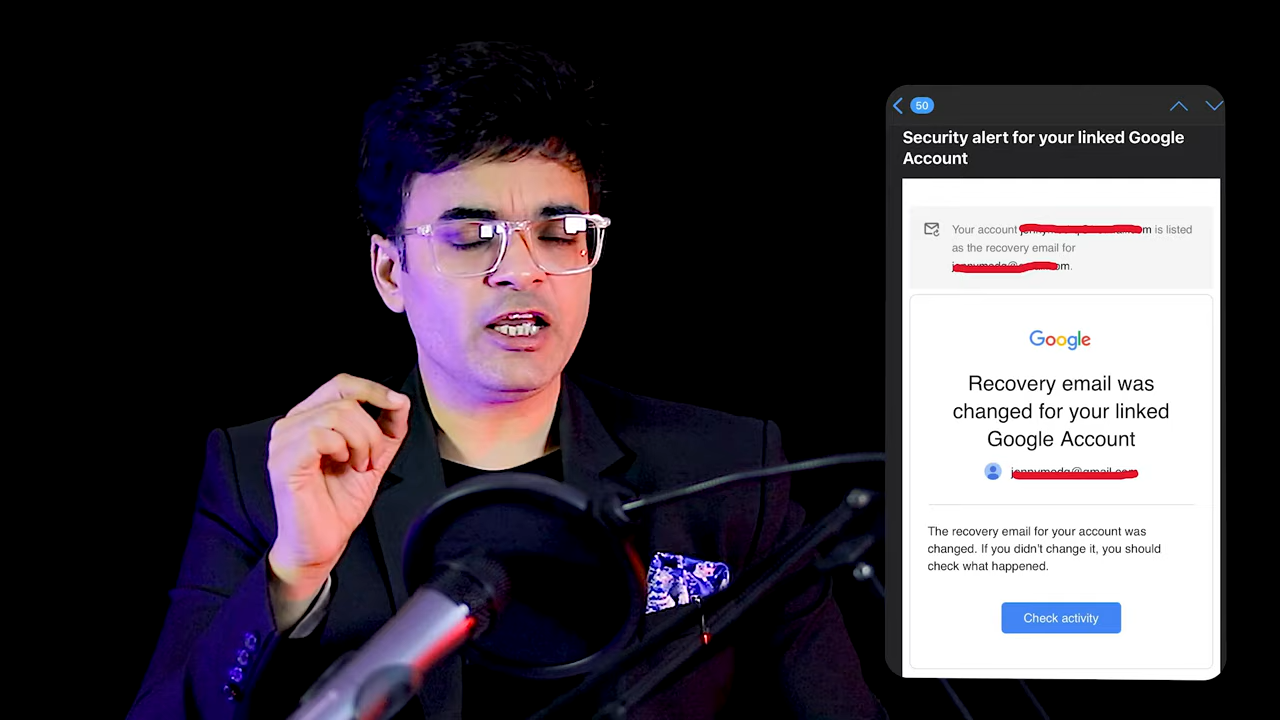 50
Security alert for your linked Google
Account
Your account is listed
as the recovery email for
Google
Recovery email was
changed for your linked
Google Account
The recovery email for your account was
changed. If you didn't change it, you should
check what happened.
Check activity